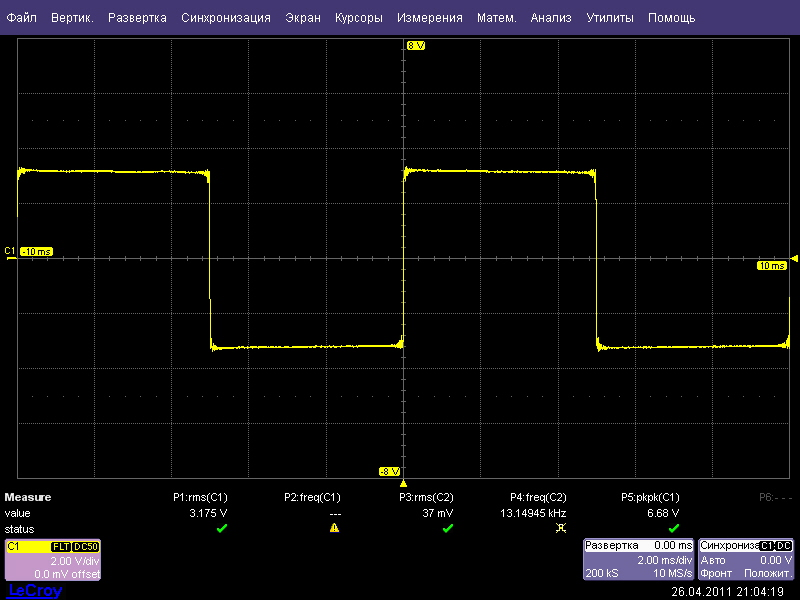 Файл Вертик. Развертка Синхронизация Экран Курсоры Измерения Матем. Анализ Утилиты Помощь
8 V
C1 -10 ms
10 ms
-8 V
Measure P1:rms(C1) P2:freq(C1) P3:rms(C2) P4:freq(C2) P5:pkpk(C1) P6:- - -
value 3.175 V --- 37 mV 13.14945 kHz 6.68 V
status
C1 FLT DC50
2.00 V/div
0.0 mV offset
Развертка 0.00 ms
2.00 ms/div
200 kS 10 MS/s
Синхрониза C1 DC
Авто 0.00 V
Фронт Положит.
LeCroy
26.04.2011 21:04:19